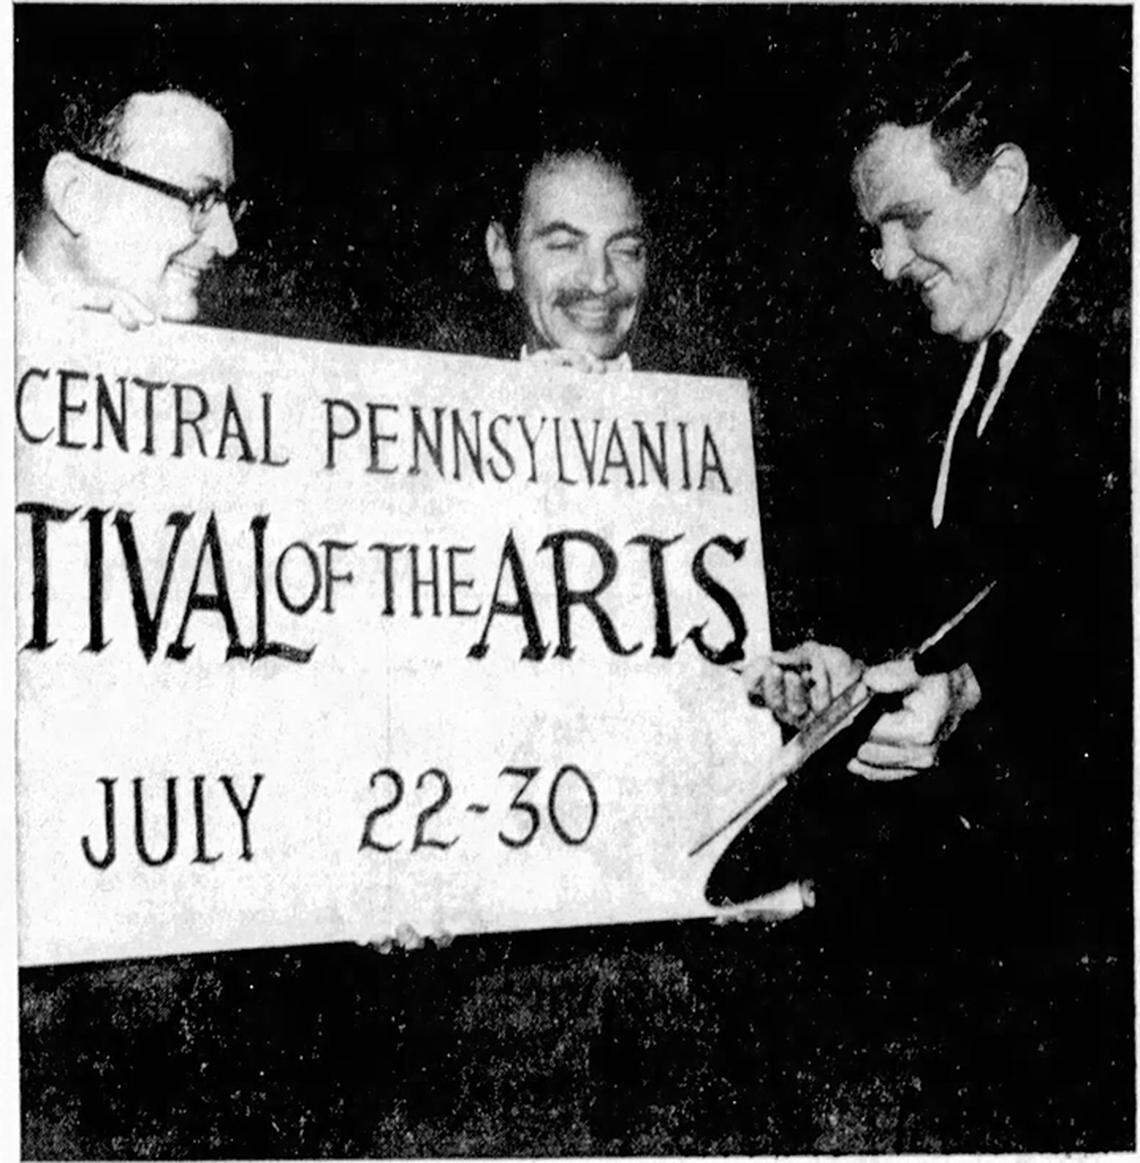 CENTRAL PENNSYLVANIA
TIVAL OF THE ARTS
JULY 22-30